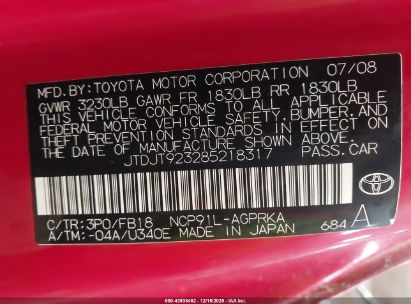 MFD.BY:TOYOTA MOTOR CORPORATION 07/08
GVWR 3230LB GAWR FR 1830LB RR 1830LB
THIS VEHICLE CONFORMS TO ALL APPLICABLE
FEDERAL MOTOR VEHICLE SAFETY, BUMPER, AND
THEFT PREVENTION STANDARDS IN EFFECT ON
THE DATE OF MANUFACTURE SHOWN ABOVE.
JTDJT923285218317 PASS.CAR
C/TR:3P0/FB18 NCP91L-AGPRKA
A/TM:-04A/U340E MADE IN JAPAN 684 A
TOYOTA